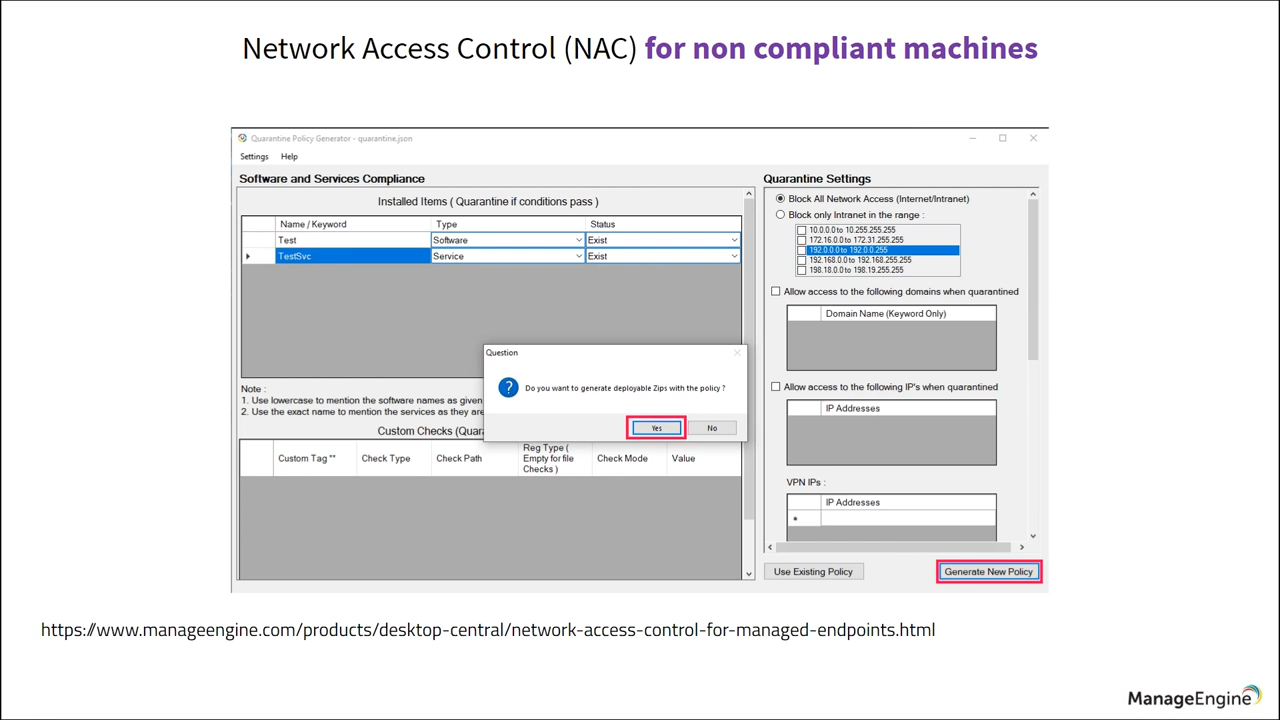 Network Access Control (NAC) for non compliant machines
Quarantine Policy Generator - quarantine.json
Settings Help
Software and Services Compliance
Installed Items ( Quarantine if conditions pass )
Name / Keyword Type Status
Test Software Exist
TestSvc Service Exist
Note :
1. Use lowercase to mention the software names as given
2. Use the exact name to mention the services as they are
Custom Checks (Qua
Custom Tag ** Check Type Check Path Reg Type ( Empty for file Checks ) Check Mode Value
Question
?
Do you want to generate deployable Zips with the policy ?
Yes No
Quarantine Settings
Block All Network Access (Internet/Intranet)
Block only Intranet in the range :
10.0.0.0 to 10.255.255.255
172.16.0.0 to 172.31.255.255
192.0.0.0 to 192.0.0.255
192.168.0.0 to 192.168.255.255
198.18.0.0 to 198.19.255.255
Allow access to the following domains when quarantined
Domain Name (Keyword Only)
Allow access to the following IP's when quarantined
IP Addresses
VPN IPs :
IP Addresses
*
Use Existing Policy Generate New Policy
https://www.manageengine.com/products/desktop-central/network-access-control-for-managed-endpoints.html
ManageEngine